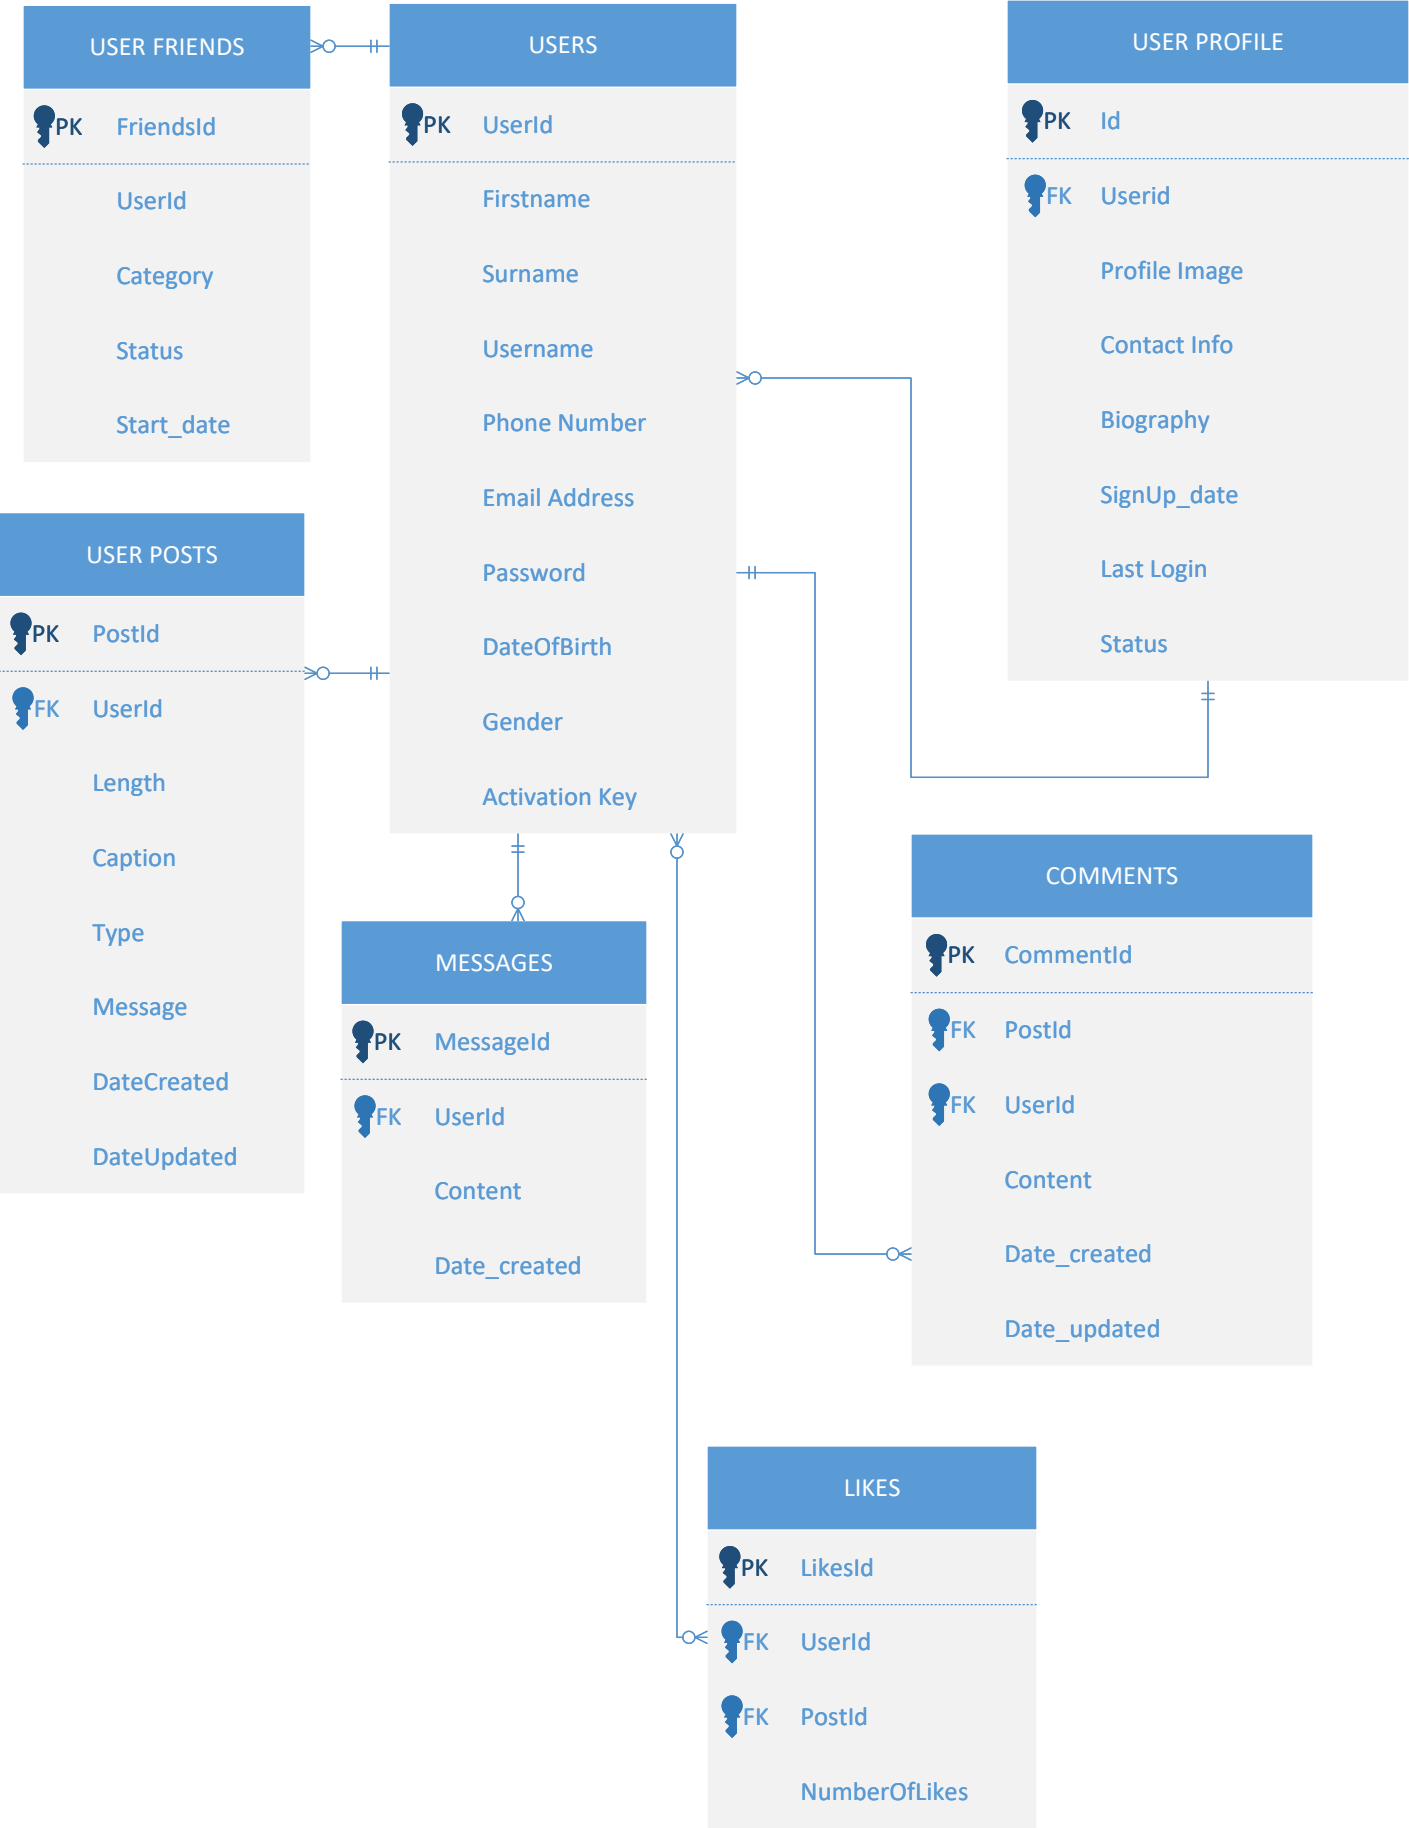 USER FRIENDS
PK FriendsId
UserId
Category
Status
Start_date
USERS
PK UserId
Firstname
Surname
Username
Phone Number
Email Address
Password
DateOfBirth
Gender
Activation Key
USER PROFILE
PK Id
FK Userid
Profile Image
Contact Info
Biography
SignUp_date
Last Login
Status
USER POSTS
PK PostId
FK UserId
Length
Caption
Type
Message
DateCreated
DateUpdated
MESSAGES
PK MessageId
FK UserId
Content
Date_created
COMMENTS
PK CommentId
FK PostId
FK UserId
Content
Date_created
Date_updated
LIKES
PK LikesId
FK UserId
FK PostId
NumberOfLikes